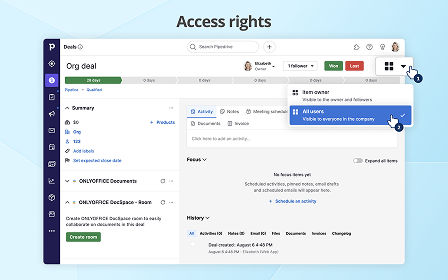 Access rights
Deals
Search Pipedrive
Org deal
Elizabeth
Owner
1 follower
Won
Lost
20 days
0 days
0 days
0 days
0 days
Pipeline
Qualified
1
Item owner
Visible to the owner and followers
All users
Visible to everyone in the company
2
Summary
$0
+ Products
Org
123
Add labels
Set expected close date
Activity
Notes
Meeting schedule
Documents
Invoice
Click here to add an activity...
Focus
Expand all items
No focus items yet
Scheduled activities, pinned notes, email drafts
and scheduled emails will appear here.
+ Schedule an activity
ONLYOFFICE Documents
ONLYOFFICE DocSpace - Room
Create ONLYOFFICE DocSpace room to easily
collaborate on documents in this deal
Create room
History
All
Activities (0)
Notes (0)
Email (0)
Files
Documents
Invoices
Changelog
Deal created: August 6 4:48 PM
August 6 4:48 PM · Elizabeth (Web App)